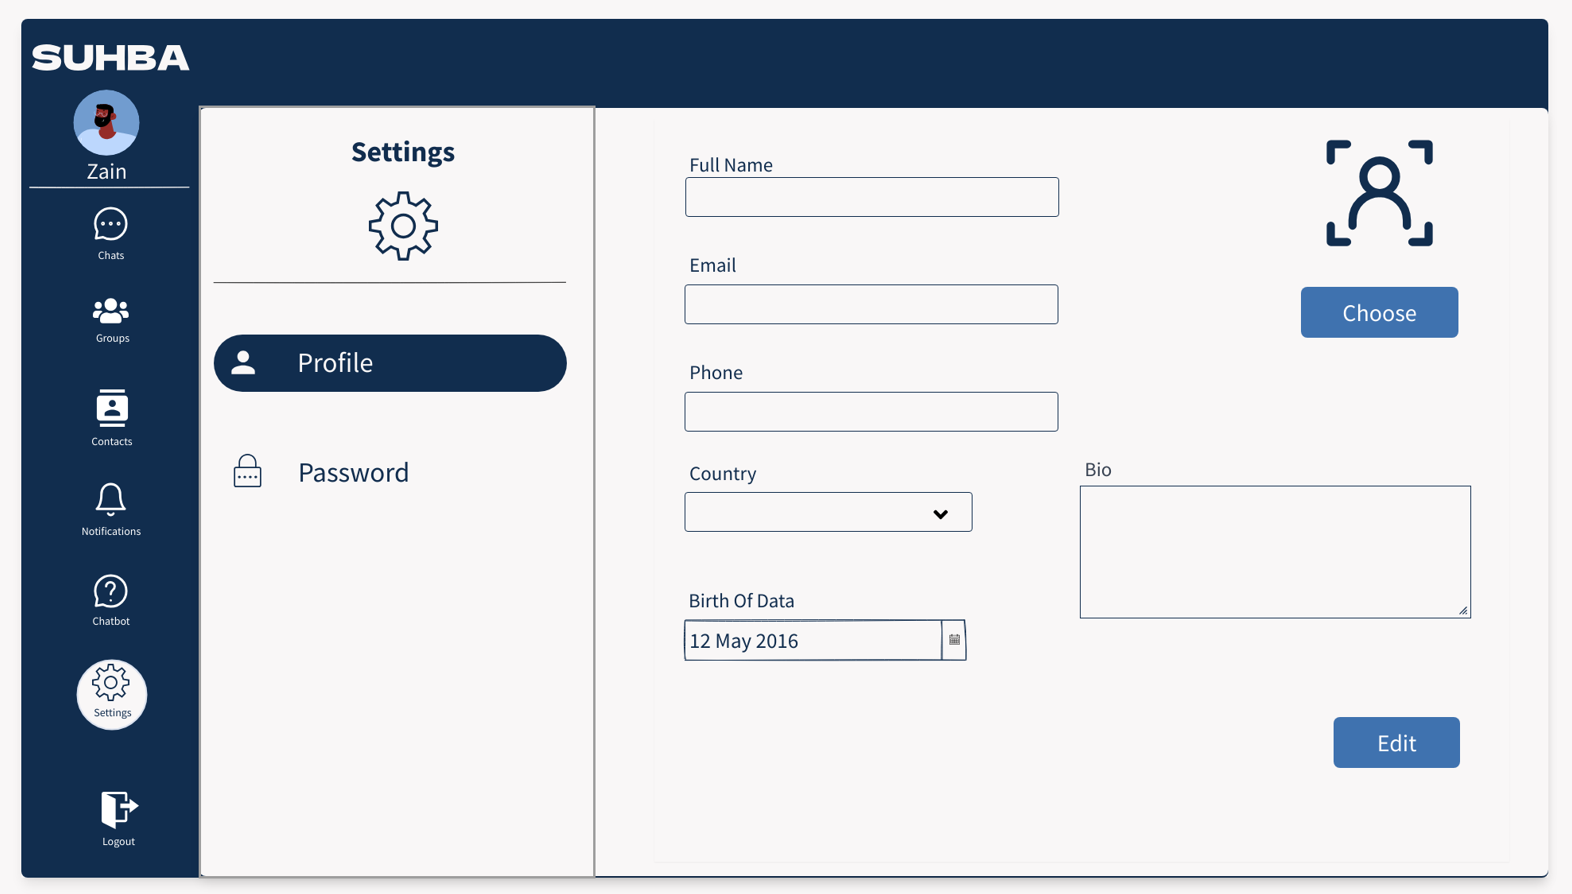 SUHBA
Zain
Chats
Groups
Contacts
Notifications
Chatbot
Settings
Logout
Settings
Profile
Password
Full Name
Email
Phone
Country
Birth Of Data
12 May 2016
Choose
Bio
Edit